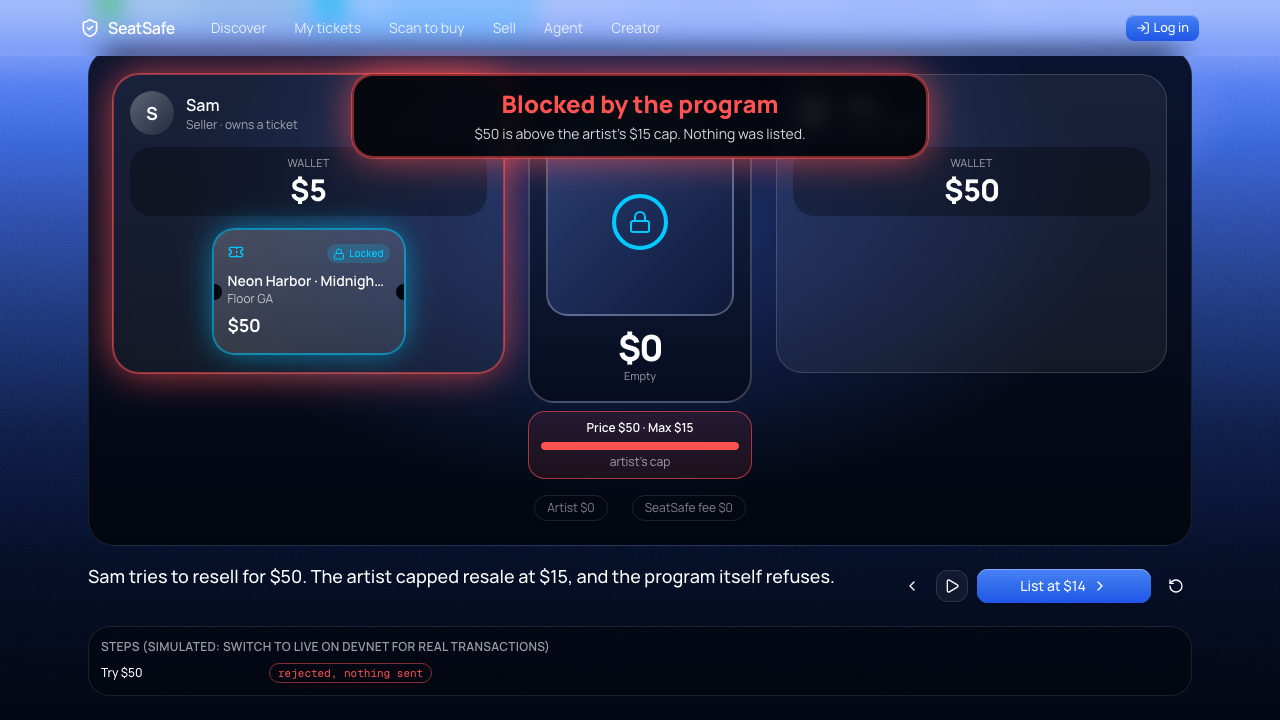 SeatSafe
Discover
My tickets
Scan to buy
Sell
Agent
Creator
Log in
S
Sam
Seller · owns a ticket
Blocked by the program
$50 is above the artist's $15 cap. Nothing was listed.
WALLET
$5
WALLET
$50
Locked
Neon Harbor · Midnigh…
Floor GA
$50
$0
Empty
Price $50 · Max $15
artist's cap
Artist $0
SeatSafe fee $0
Sam tries to resell for $50. The artist capped resale at $15, and the program itself refuses.
List at $14
STEPS (SIMULATED: SWITCH TO LIVE ON DEVNET FOR REAL TRANSACTIONS)
Try $50
rejected, nothing sent